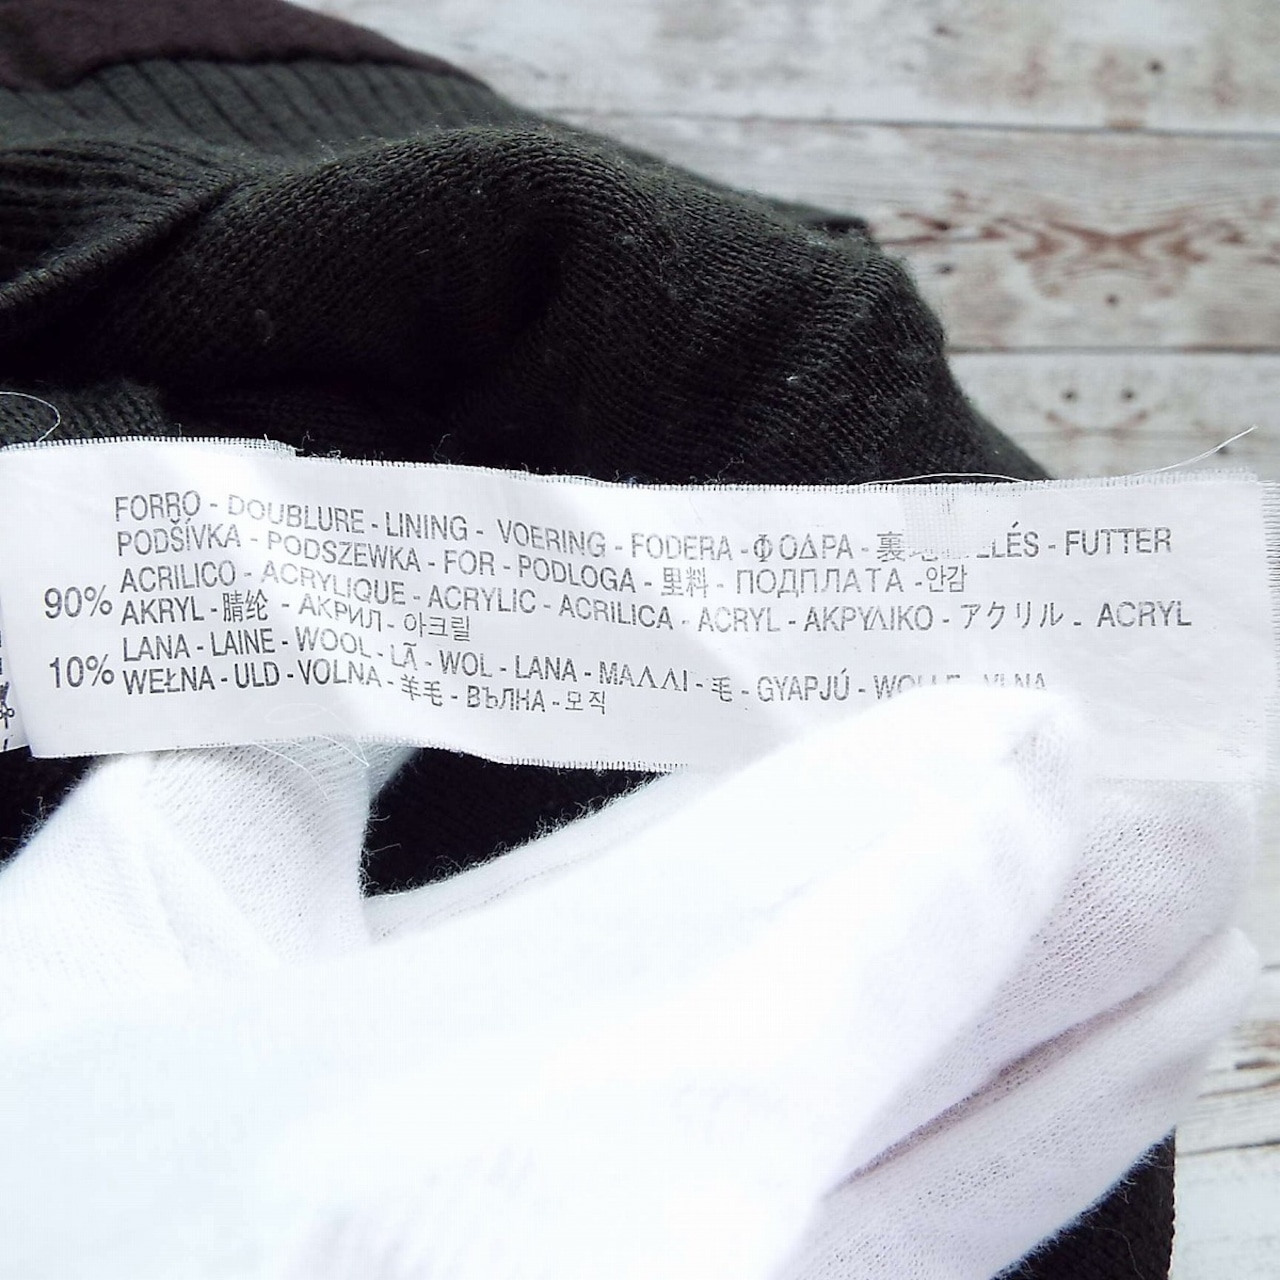 FORRO - DOUBLURE - LINING - VOERING - FODERA - ΦΟΔΡΑ - 裏 - FUTTER
PODŠÍVKA - PODSZEWKA - FOR - PODLOGA - 里料 - ПОДПЛАТА -안감
90% ACRILICO - ACRYLIQUE - ACRYLIC - ACRILICA - ACRYL - ΑΚΡΥΛΙΚΟ - アクリル - ACRYL
AKRYL - 腈纶 - АКРИЛ - 아크릴
10% LANA - LAINE - WOOL - LÃ - WOL - LANA - ΜΑΛΛΙ - 毛 - GYAPJÚ - WOLLE - VLNA
WEŁNA - ULD - VOLNA - 羊毛 - ВЪЛНА - 모직